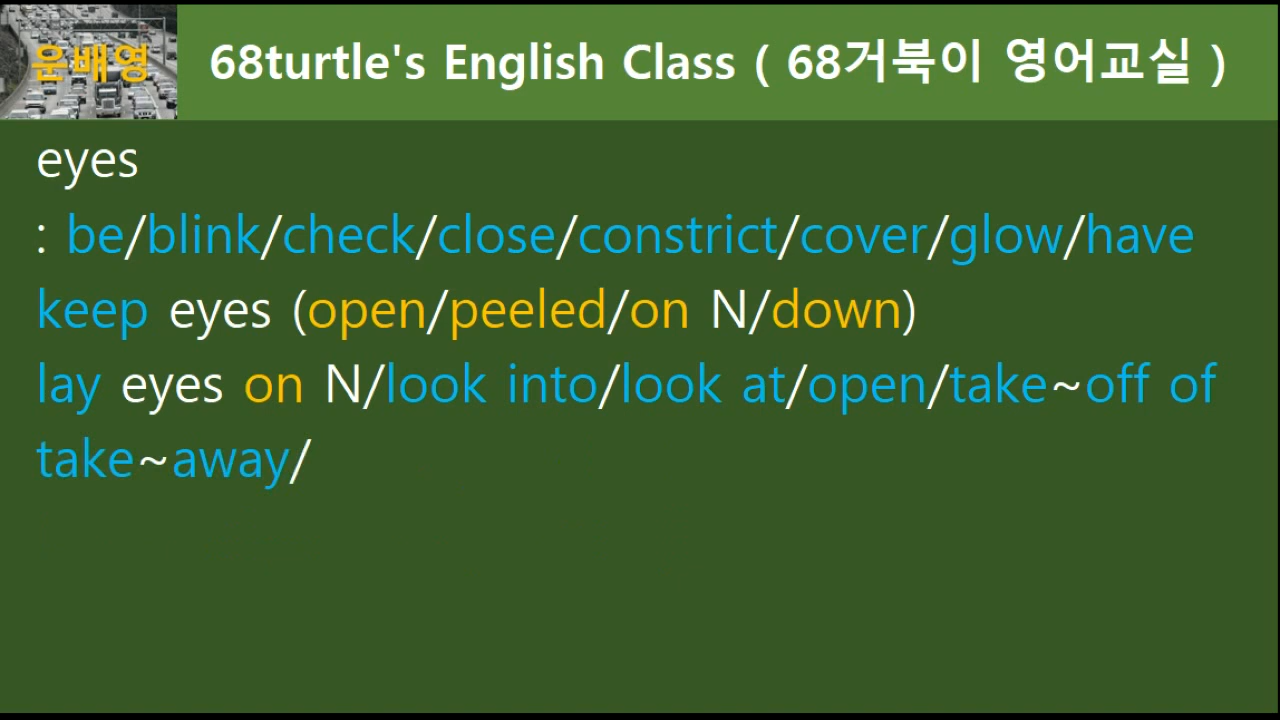 윤배영
68turtle's English Class ( 68거북이 영어교실 )
eyes
: be/blink/check/close/constrict/cover/glow/have
keep eyes (open/peeled/on N/down)
lay eyes on N/look into/look at/open/take~off of
take~away/